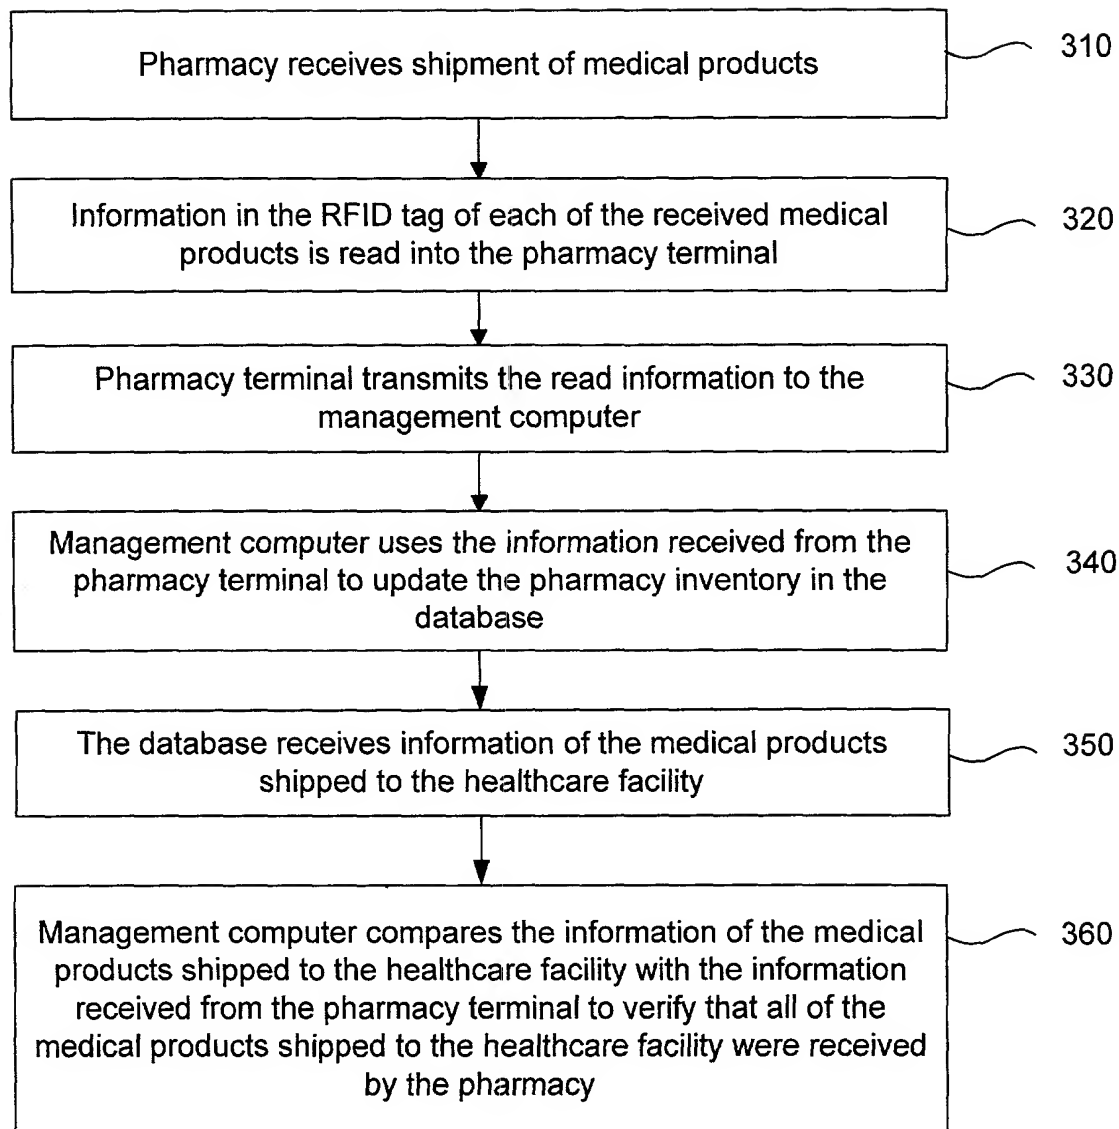 Pharmacy receives shipment of medical products
310
Information in the RFID tag of each of the received medical
products is read into the pharmacy terminal
320
Pharmacy terminal transmits the read information to the
management computer
330
Management computer uses the information received from the
pharmacy terminal to update the pharmacy inventory in the
database
340
The database receives information of the medical products
shipped to the healthcare facility
350
Management computer compares the information of the medical
products shipped to the healthcare facility with the information
received from the pharmacy terminal to verify that all of the
medical products shipped to the healthcare facility were received
by the pharmacy
360